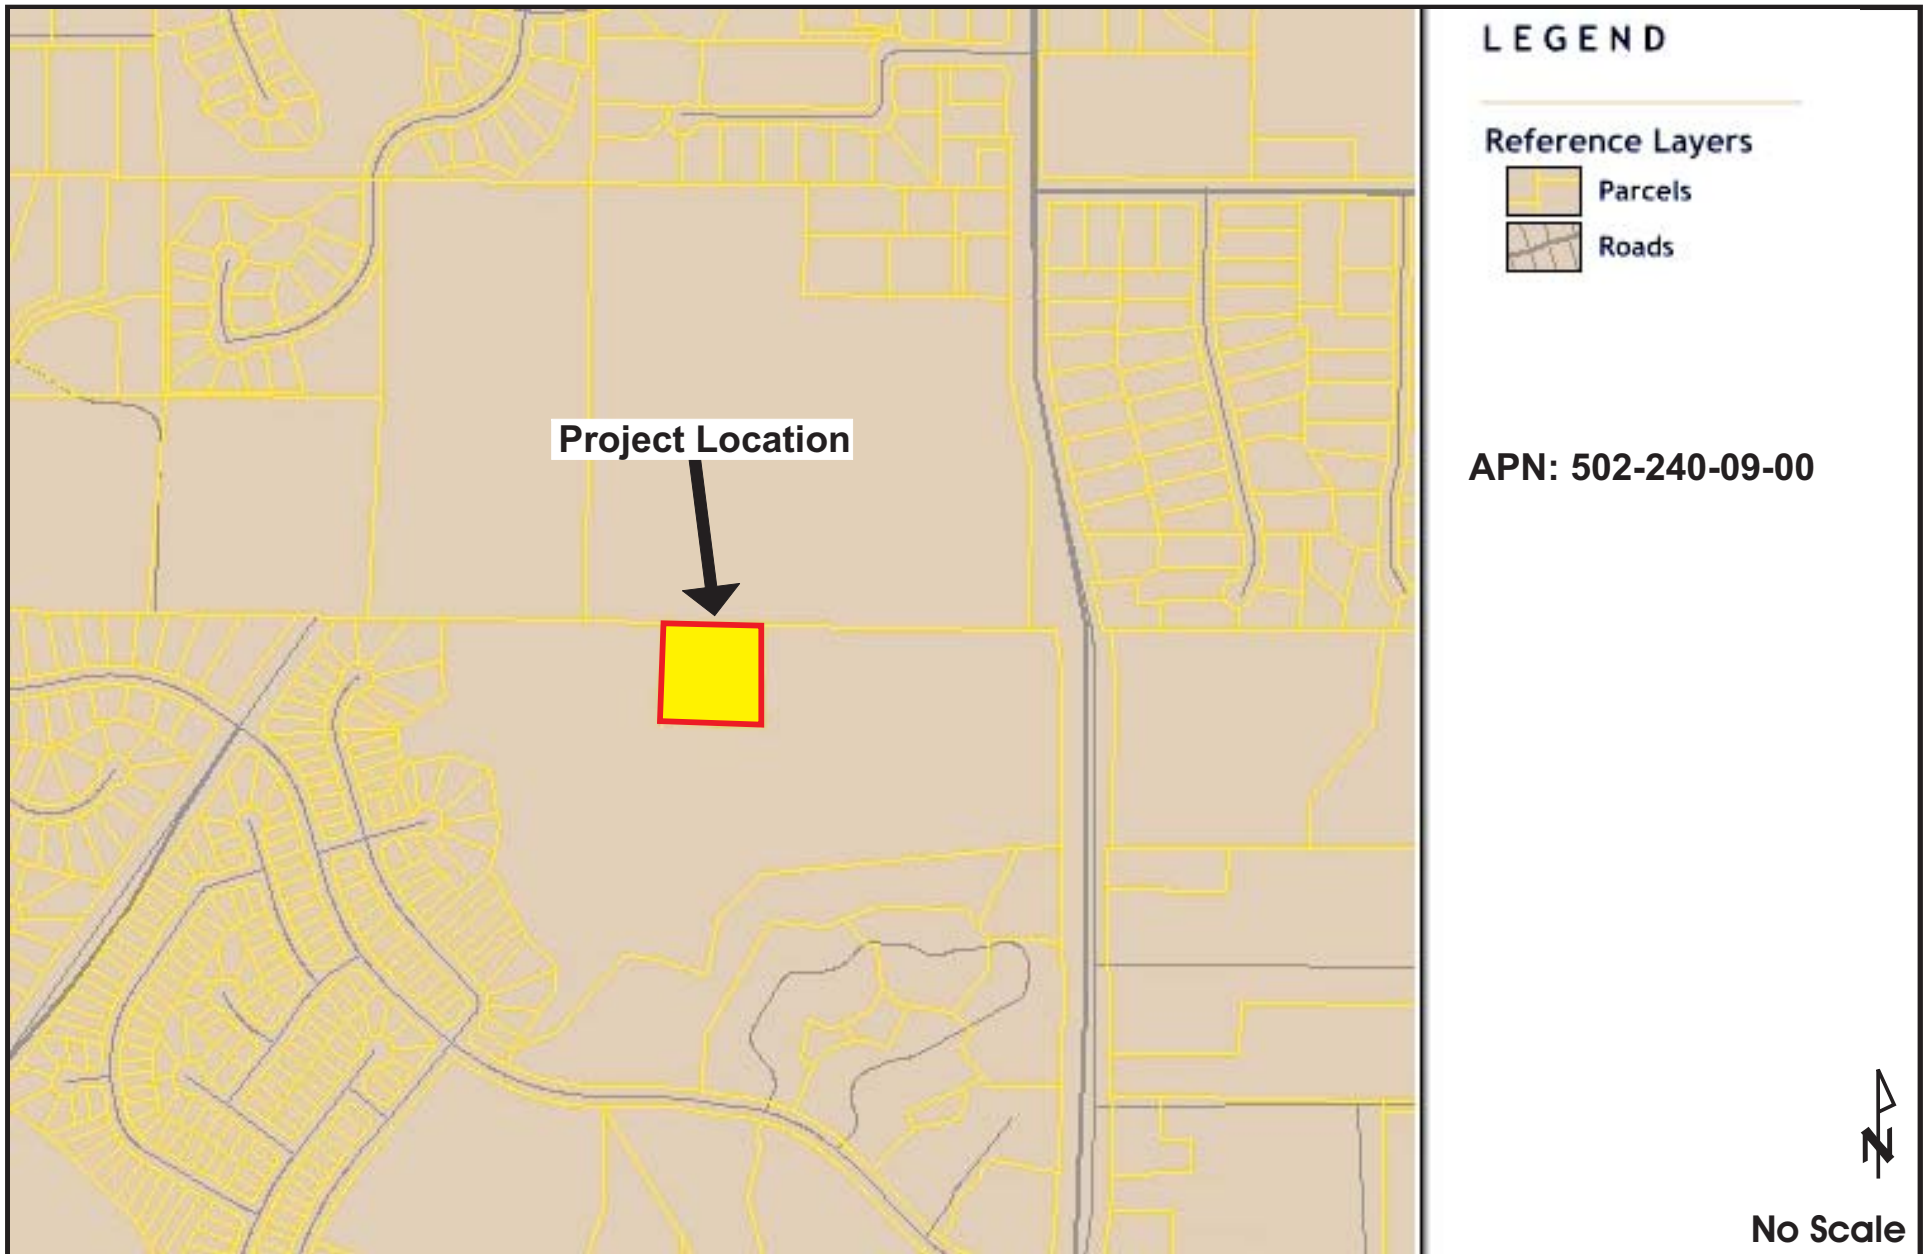 LEGEND
Reference Layers
Parcels
Roads
Project Location
APN: 502-240-09-00
N
No Scale